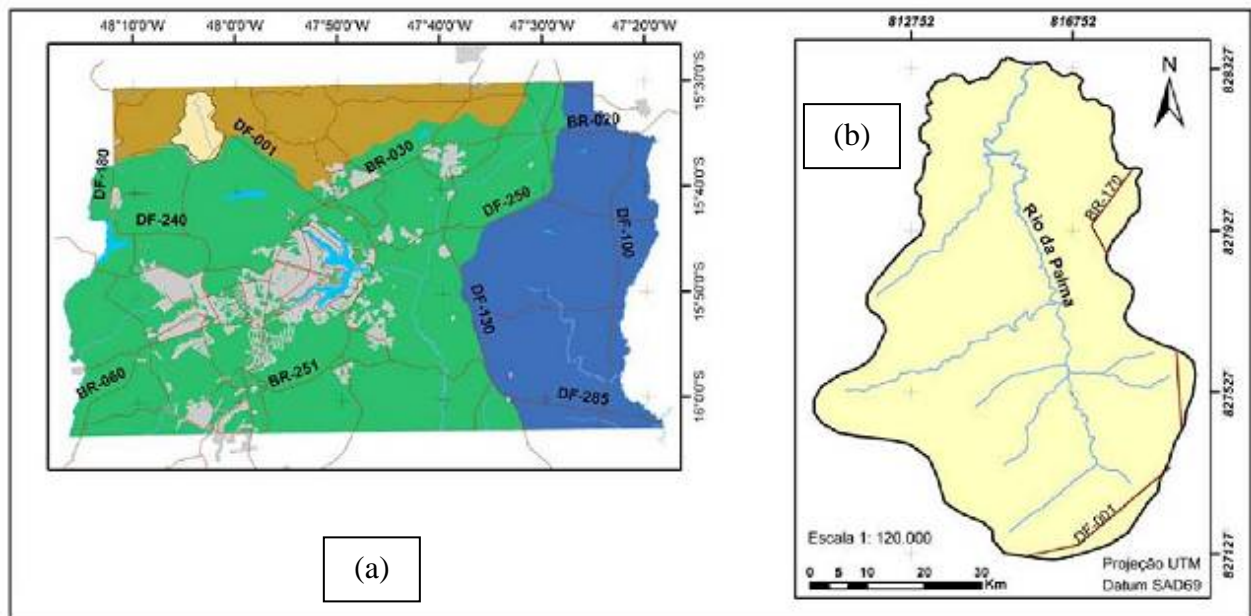 48°10'0"W 48°0'0"W 47°50'0"W 47°40'0"W 47°30'0"W 47°20'0"W
15°30'0"S
15°40'0"S
15°50'0"S
16°0'0"S
DF-001
BR-020
BR-030
DF-180
DF-250
DF-240
DF-100
DF-130
BR-060
BR-251
DF-285
(a)
812752 816752
828327
827927
827527
827127
(b)
N
BR-170
Rio da Palma
DF-001
Escala 1: 120.000
0 5 10 20 30
Km
Projeção UTM
Datum SAD69